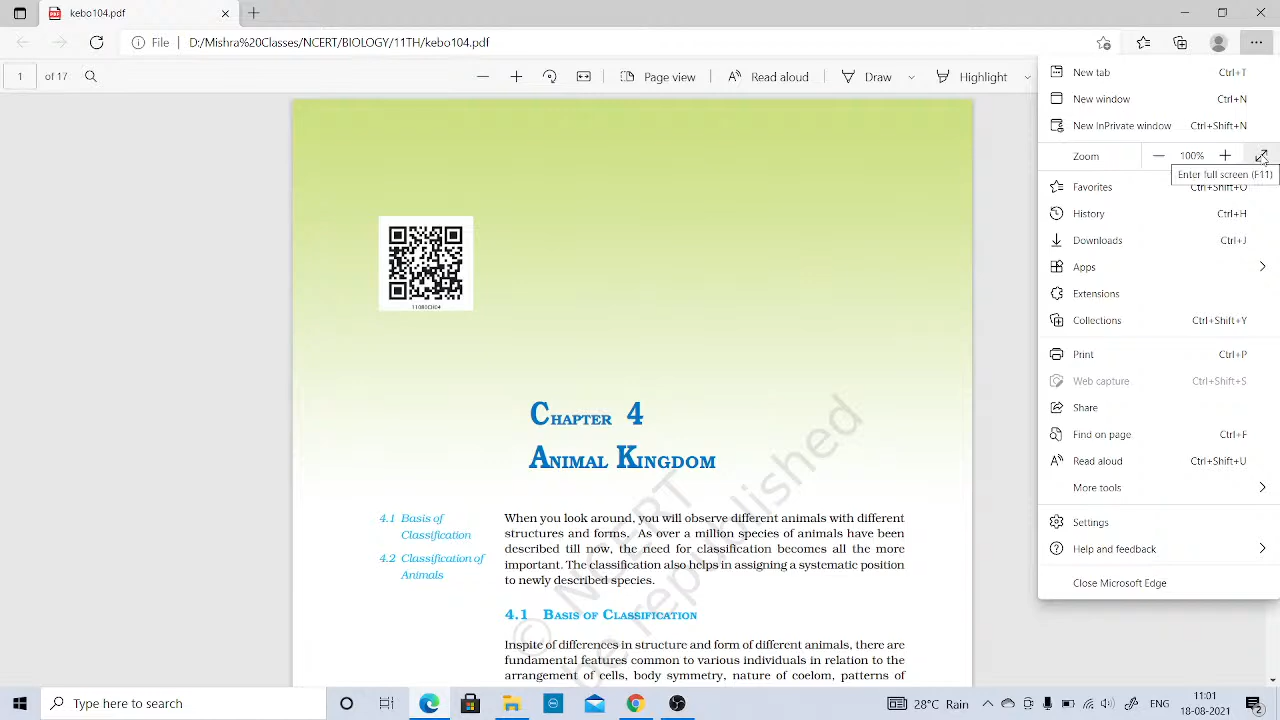 kebo104.pdf
File | D:/Mishra%20Classes/NCERT/BIOLOGY/11TH/kebo104.pdf
1 of 17
Page view
Read aloud
Draw
Highlight
New tab Ctrl+T
New window Ctrl+N
New InPrivate window Ctrl+Shift+N
Zoom 100%
Enter full screen (F11)
Favorites Ctrl+Shift+O
History Ctrl+H
Downloads Ctrl+J
Apps
Extensions
Collections Ctrl+Shift+Y
Print Ctrl+P
Web capture Ctrl+Shift+S
Share
Find on page Ctrl+F
Read aloud Ctrl+Shift+U
More tools
Settings
Help and feedback
Close Microsoft Edge
CHAPTER 4
ANIMAL KINGDOM
4.1 Basis of
Classification
4.2 Classification of
Animals
When you look around, you will observe different animals with different
structures and forms. As over a million species of animals have been
described till now, the need for classification becomes all the more
important. The classification also helps in assigning a systematic position
to newly described species.
4.1 BASIS OF CLASSIFICATION
Inspite of differences in structure and form of different animals, there are
fundamental features common to various individuals in relation to the
arrangement of cells, body symmetry, nature of coelom, patterns of
© NCERT
be republished
Type here to search
28°C Rain
ENG
11:01
18-08-2021
2